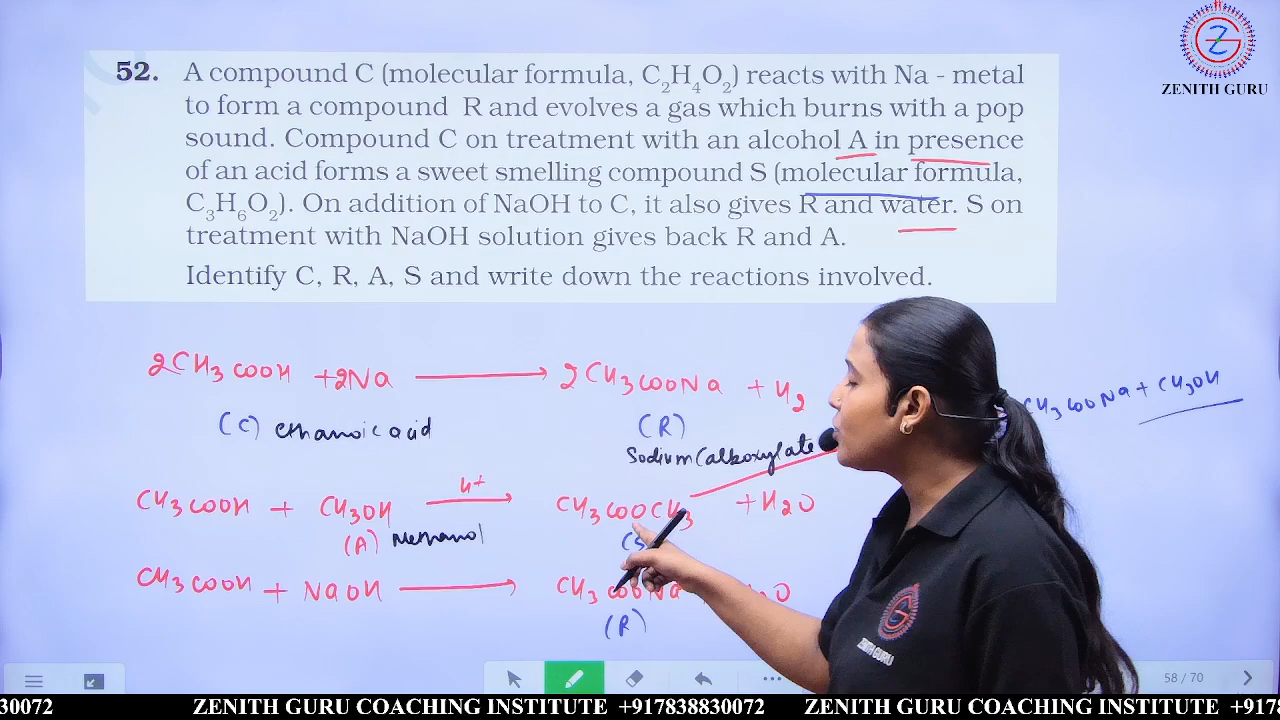 ZENITH GURU
52. A compound C (molecular formula, C₂H₄O₂) reacts with Na - metal
to form a compound R and evolves a gas which burns with a pop
sound. Compound C on treatment with an alcohol A in presence
of an acid forms a sweet smelling compound S (molecular formula,
C₃H₆O₂). On addition of NaOH to C, it also gives R and water. S on
treatment with NaOH solution gives back R and A.
Identify C, R, A, S and write down the reactions involved.
2CH₃COOH +2Na → 2CH₃COONa + H₂
(C) ethanoic acid (R)
Sodium Carboxylate
CH₃COONa + CH₃OH
CH₃COOH + CH₃OH H+ → CH₃COOCH₃ + H₂O
(A) Methanol (S
CH₃COOH + NaOH → CH₃COONa O
(R)
ZENITH GURU
58 / 70
30072 ZENITH GURU COACHING INSTITUTE +917838830072 ZENITH GURU COACHING INSTITUTE +9178